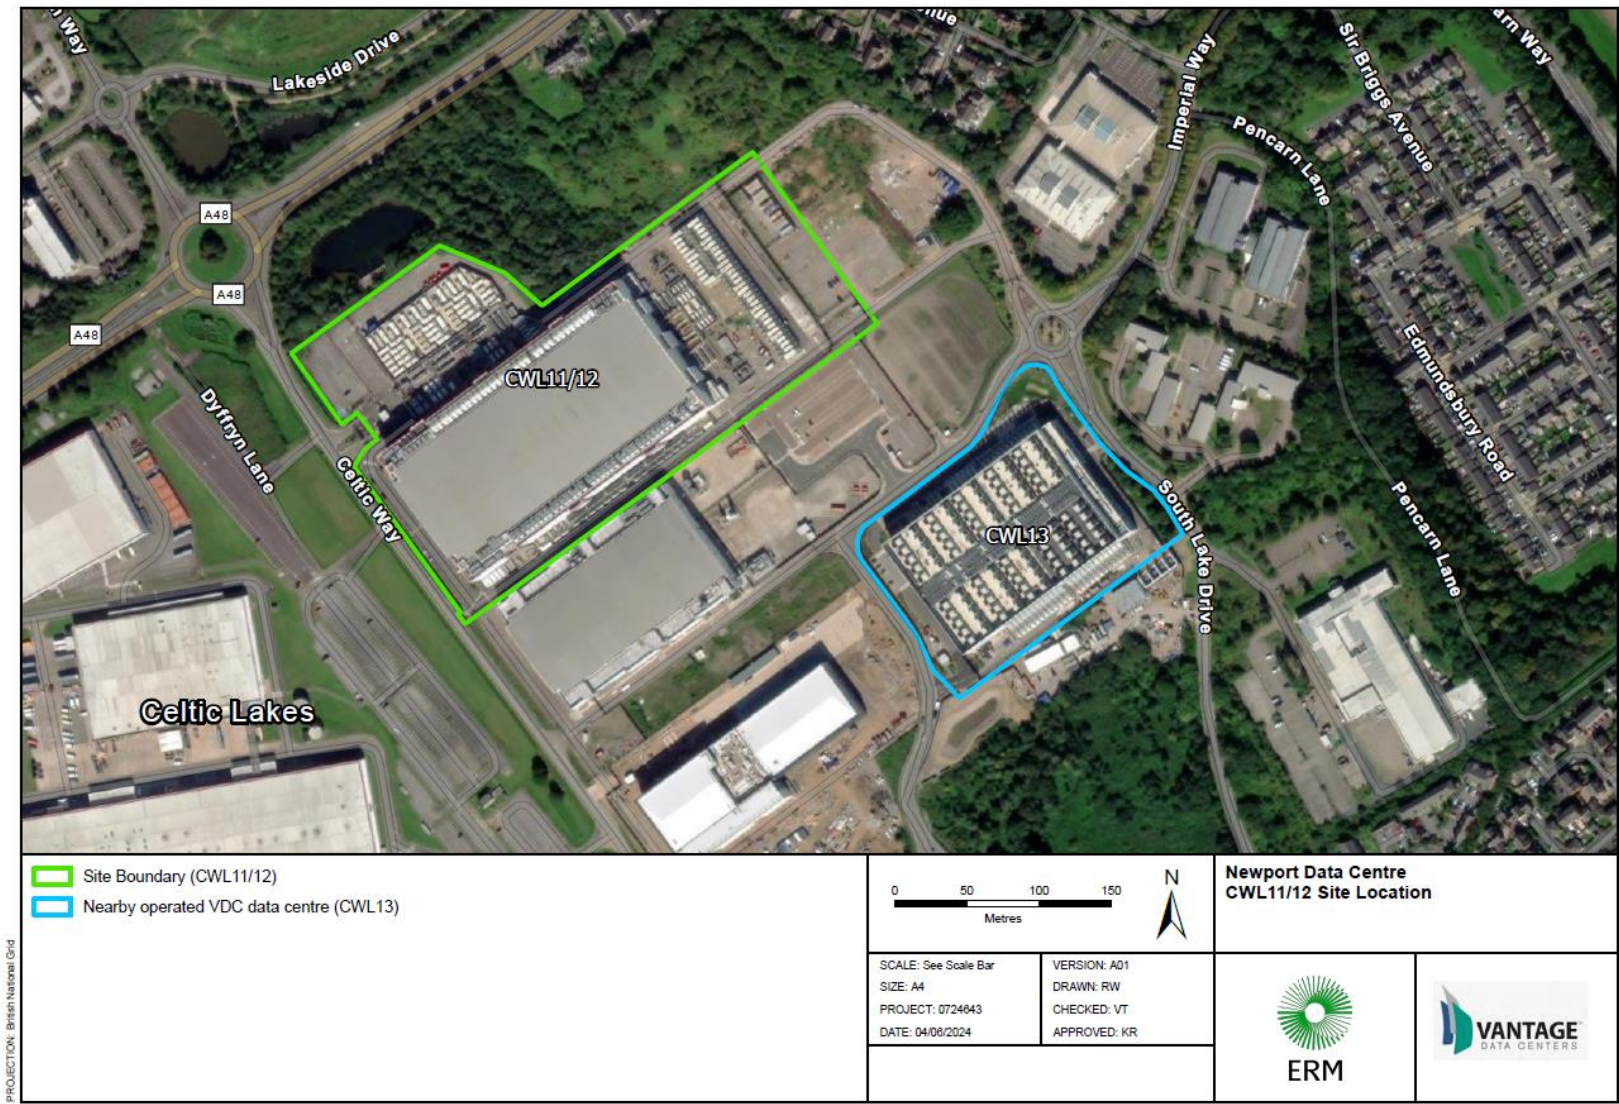 Lakeside Drive
Imperial Way
Sir Briggs Avenue
Pencarn Lane
A48
A48
A48
CWL11/12
Dyffryn Lane
Celtic Way
Edmundsbury Road
CWL13
South Lake Drive
Pencarn Lane
Celtic Lakes
Site Boundary (CWL11/12)
Nearby operated VDC data centre (CWL13)
0 50 100 150
Metres
N
Newport Data Centre
CWL11/12 Site Location
SCALE: See Scale Bar
SIZE: A4
PROJECT: 0724643
DATE: 04/06/2024
VERSION: A01
DRAWN: RW
CHECKED: VT
APPROVED: KR
ERM
VANTAGE
DATA CENTERS
PROJECTION: British National Grid